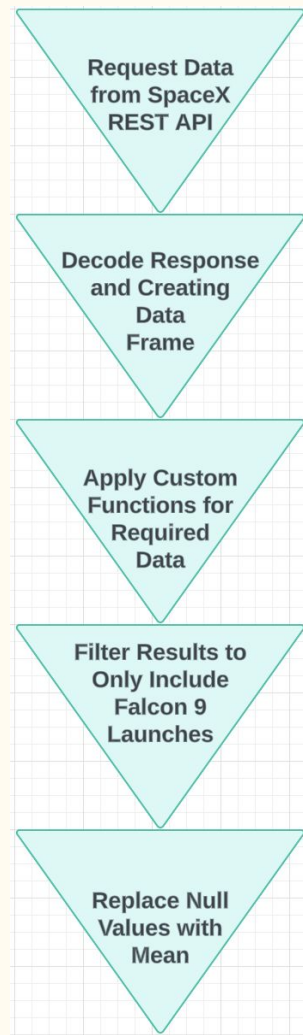 Request Data
from SpaceX
REST API
Decode Response
and Creating
Data
Frame
Apply Custom
Functions for
Required
Data
Filter Results to
Only Include
Falcon 9
Launches
Replace Null
Values with
Mean